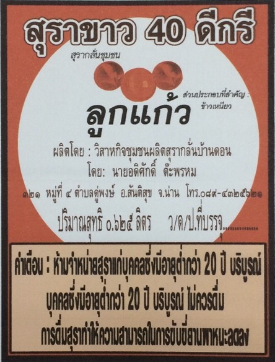 สุราขาว 40 ดีกรี
สุรากลั่นชุมชน
ส่วนประกอบที่สำคัญ
ข้าวเหนียว
ลูกแก้ว
ผลิตโดย : วิสาหกิจชุมชนผลิตสุรากลั่นบ้านดอน
โดย: นายอดิศักดิ์ ต๊ะพรหม
๓๒๑ หมู่ที่ ๔ ตำบลดู่พงษ์ อ.สันติสุข จ.น่าน โทร.
ปริมาณสุทธิ ๐.๖๒๕ ลิตร ว/ด/ป.ที่บรรจุ
คำเตือน : ห้ามจำหน่ายสุราแก่บุคคลซึ่งมีอายุต่ำกว่า 20 ปี บริบูรณ์
บุคคลซึ่งมีอายุต่ำกว่า 20 ปี บริบูรณ์ ไม่ควรดื่ม
การดื่มสุราทำให้ความสามารถในการขับขี่ยานพาหนะลดลง